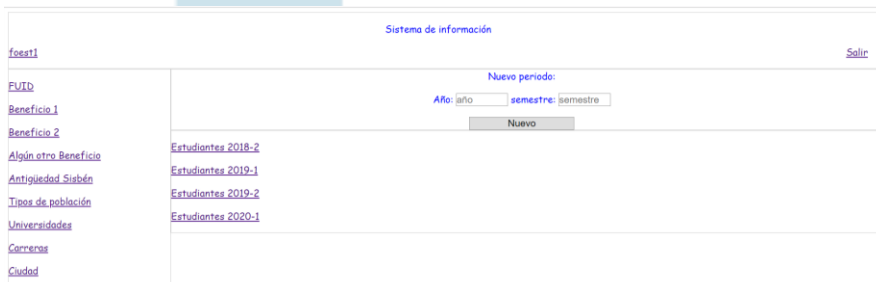 Sistema de información
foest1
Salir
FUID
Beneficio 1
Beneficio 2
Algún otro Beneficio
Antigüedad Sisbén
Tipos de población
Universidades
Carreras
Ciudad
Nuevo periodo:
Año: año semestre: semestre
Nuevo
Estudiantes 2018-2
Estudiantes 2019-1
Estudiantes 2019-2
Estudiantes 2020-1